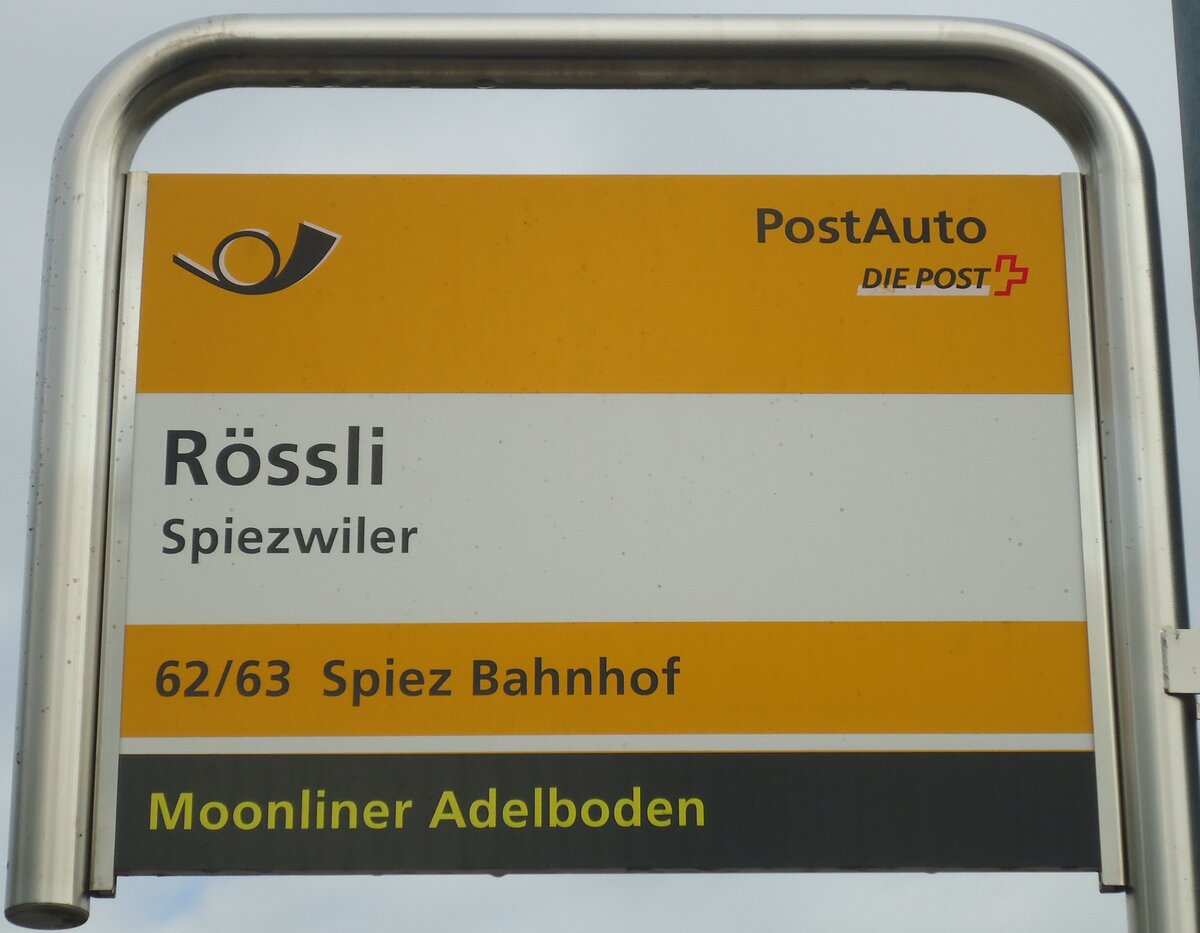 PostAuto
DIE POST
Rössli
Spiezwiler
62/63 Spiez Bahnhof
Moonliner Adelboden